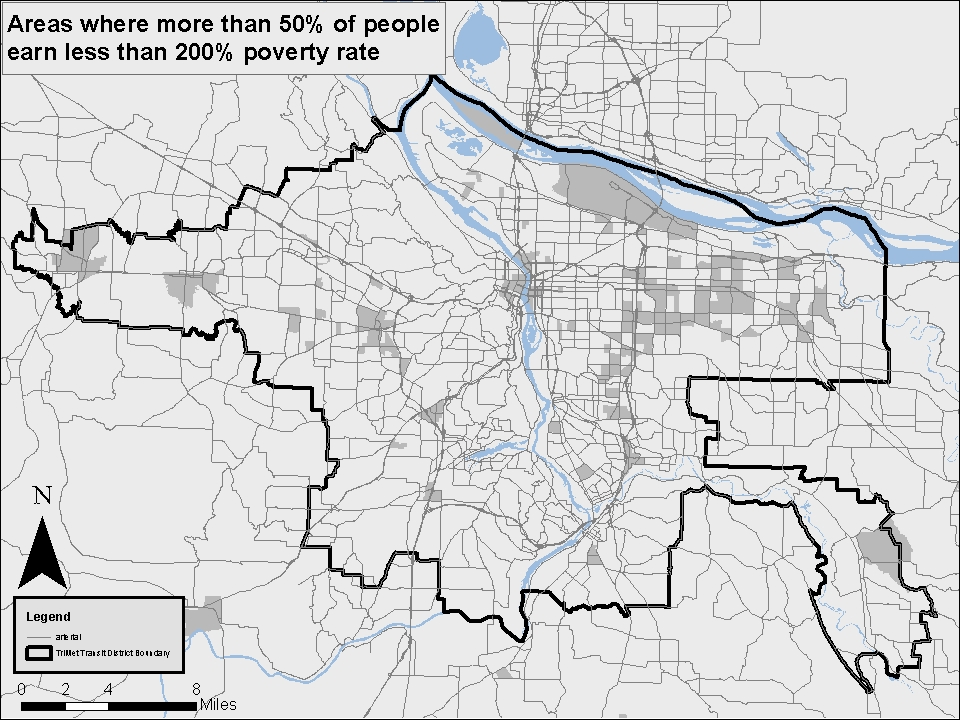 Areas where more than 50% of people
earn less than 200% poverty rate
N
Legend
arterial
TriMet Transit District Boundary
0 2 4 8
Miles